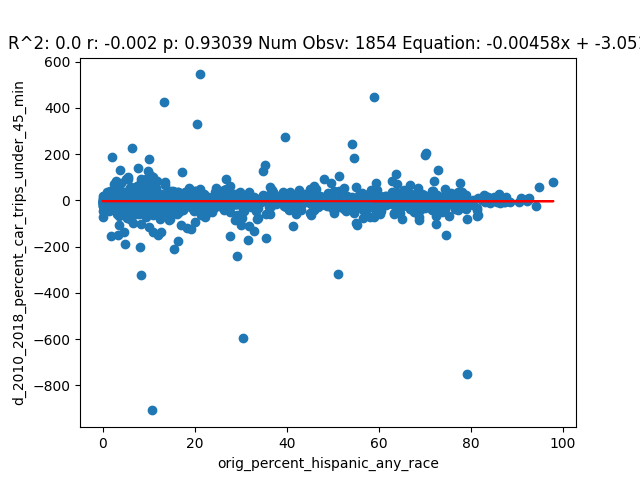 R^2: 0.0 r: -0.002 p: 0.93039 Num Obsv: 1854 Equation: -0.00458x + -3.051
600
400
200
0
−200
−400
−600
−800
d_2010_2018_percent_car_trips_under_45_min
0 20 40 60 80 100
orig_percent_hispanic_any_race